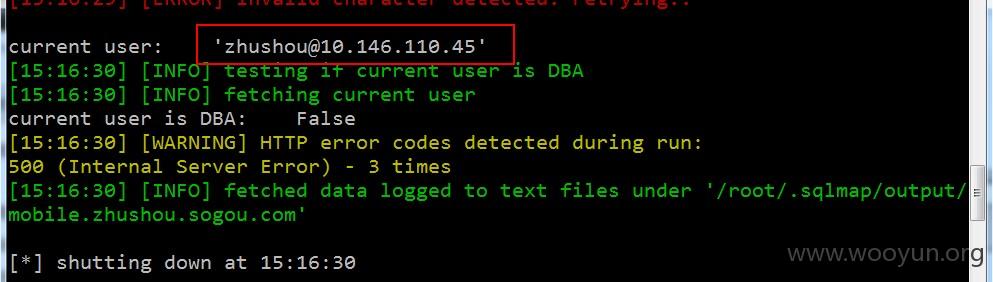 [15:16:29] [ERROR] invalid character detected. retrying..
current user: 'zhushou@10.146.110.45'
[15:16:30] [INFO] testing if current user is DBA
[15:16:30] [INFO] fetching current user
current user is DBA: False
[15:16:30] [WARNING] HTTP error codes detected during run:
500 (Internal Server Error) - 3 times
[15:16:30] [INFO] fetched data logged to text files under '/root/.sqlmap/output/
mobile.zhushou.sogou.com'
[*] shutting down at 15:16:30
www.wooyun.org